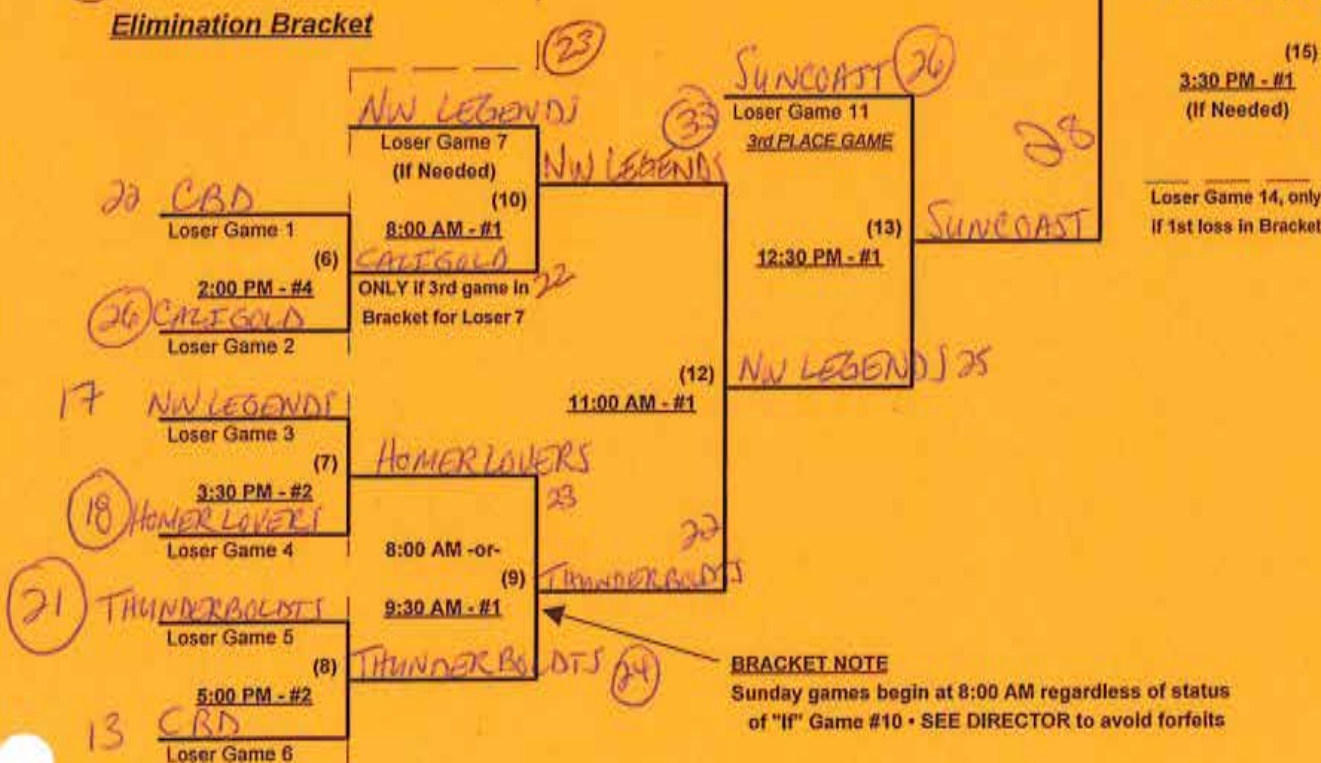 Elimination Bracket
23
NW LEGENDS
Loser Game 7
(If Needed)
(10)
8:00 AM - #1
CALIGOLD
22
ONLY if 3rd game in
Bracket for Loser 7
22 CBD
Loser Game 1
(6)
2:00 PM - #4
26 CALIGOLD
Loser Game 2
17 NW LEGENDS
Loser Game 3
(7)
3:30 PM - #2
18 HOMER LOVERS
Loser Game 4
21 THUNDERBOLDTS
Loser Game 5
(8)
5:00 PM - #2
13 CBD
Loser Game 6
HOMER LOVERS
23
8:00 AM -or-
(9)
9:30 AM - #1
THUNDERBOLDTS 24
33
NW LEGENDS
(12)
11:00 AM - #1
22
THUNDERBOLDTS
SUNCOAST 26
Loser Game 11
3rd PLACE GAME
(13)
12:30 PM - #1
NW LEGENDS 25
28
SUNCOAST
(15)
3:30 PM - #1
(If Needed)
Loser Game 14, only
if 1st loss in Bracket
BRACKET NOTE
Sunday games begin at 8:00 AM regardless of status
of "If" Game #10 • SEE DIRECTOR to avoid forfeits